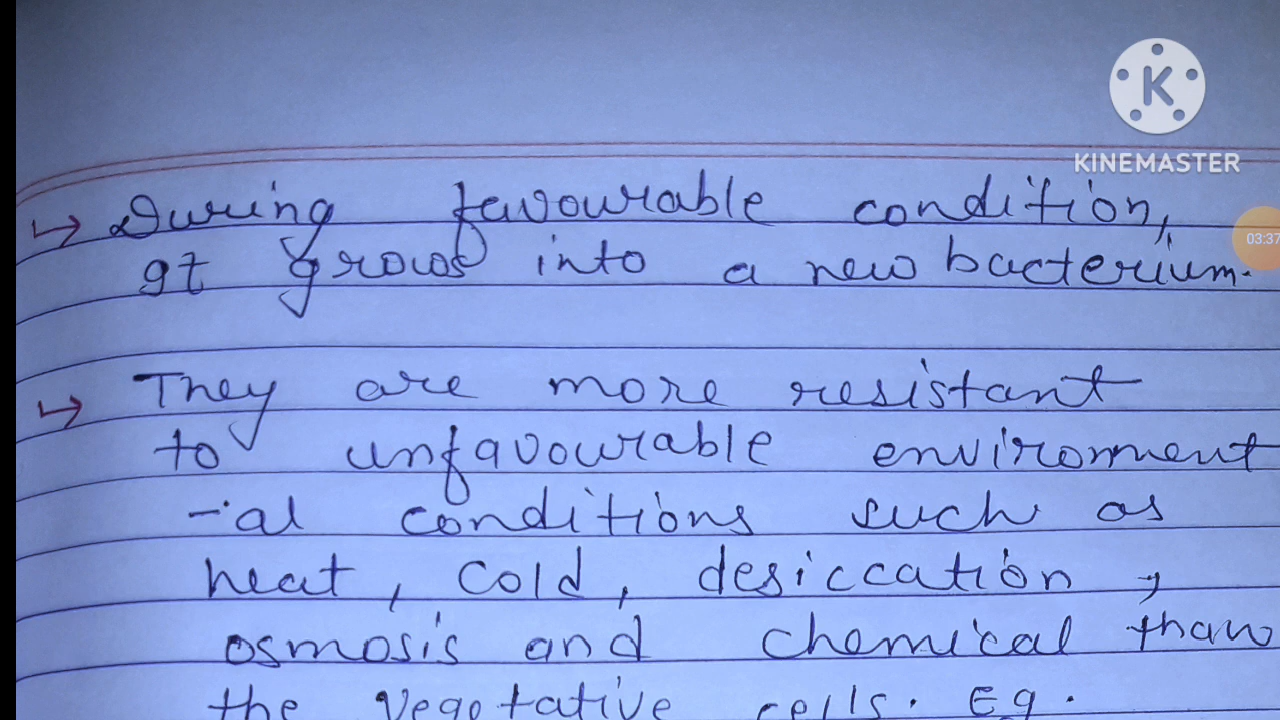 KINEMASTER
During favourable condition,
03:37
It grows into a new bacterium.
They are more resistant
to unfavourable environment
-al conditions such as
heat, cold, desiccation,
osmosis and chemical than
the vegetative cells. Eg.